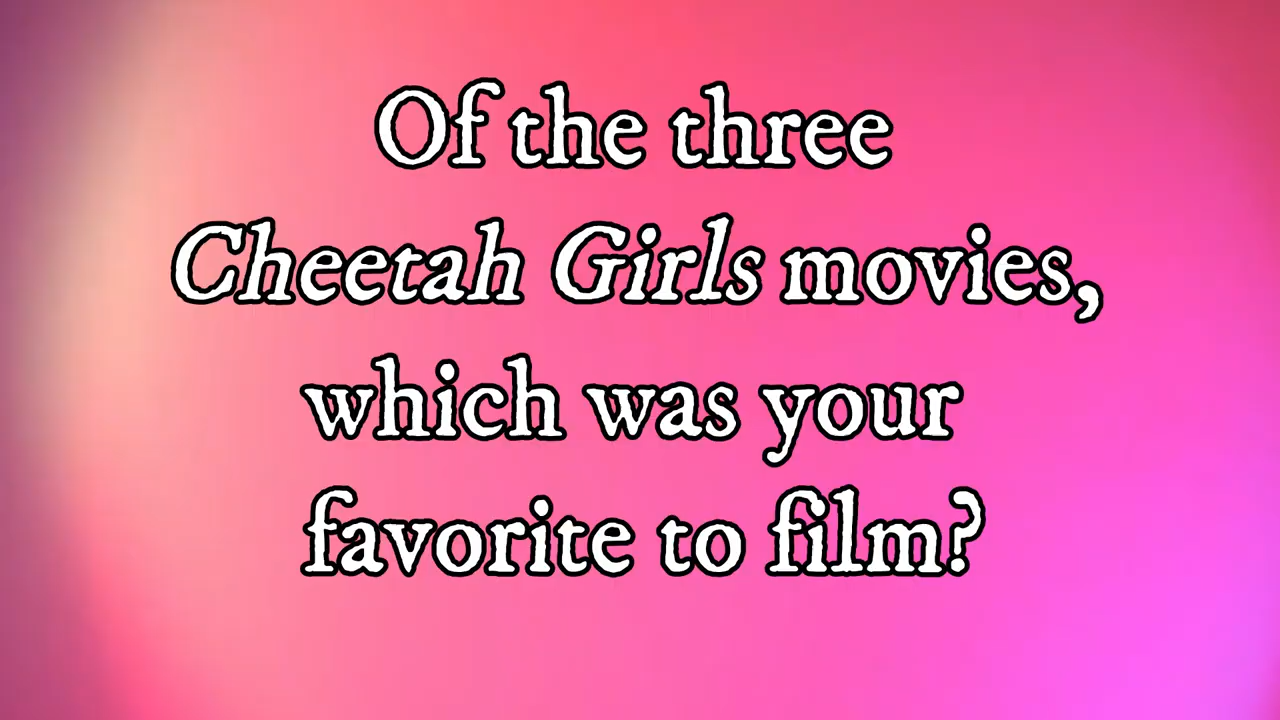 Of the three
Cheetah Girls movies,
which was your
favorite to film?